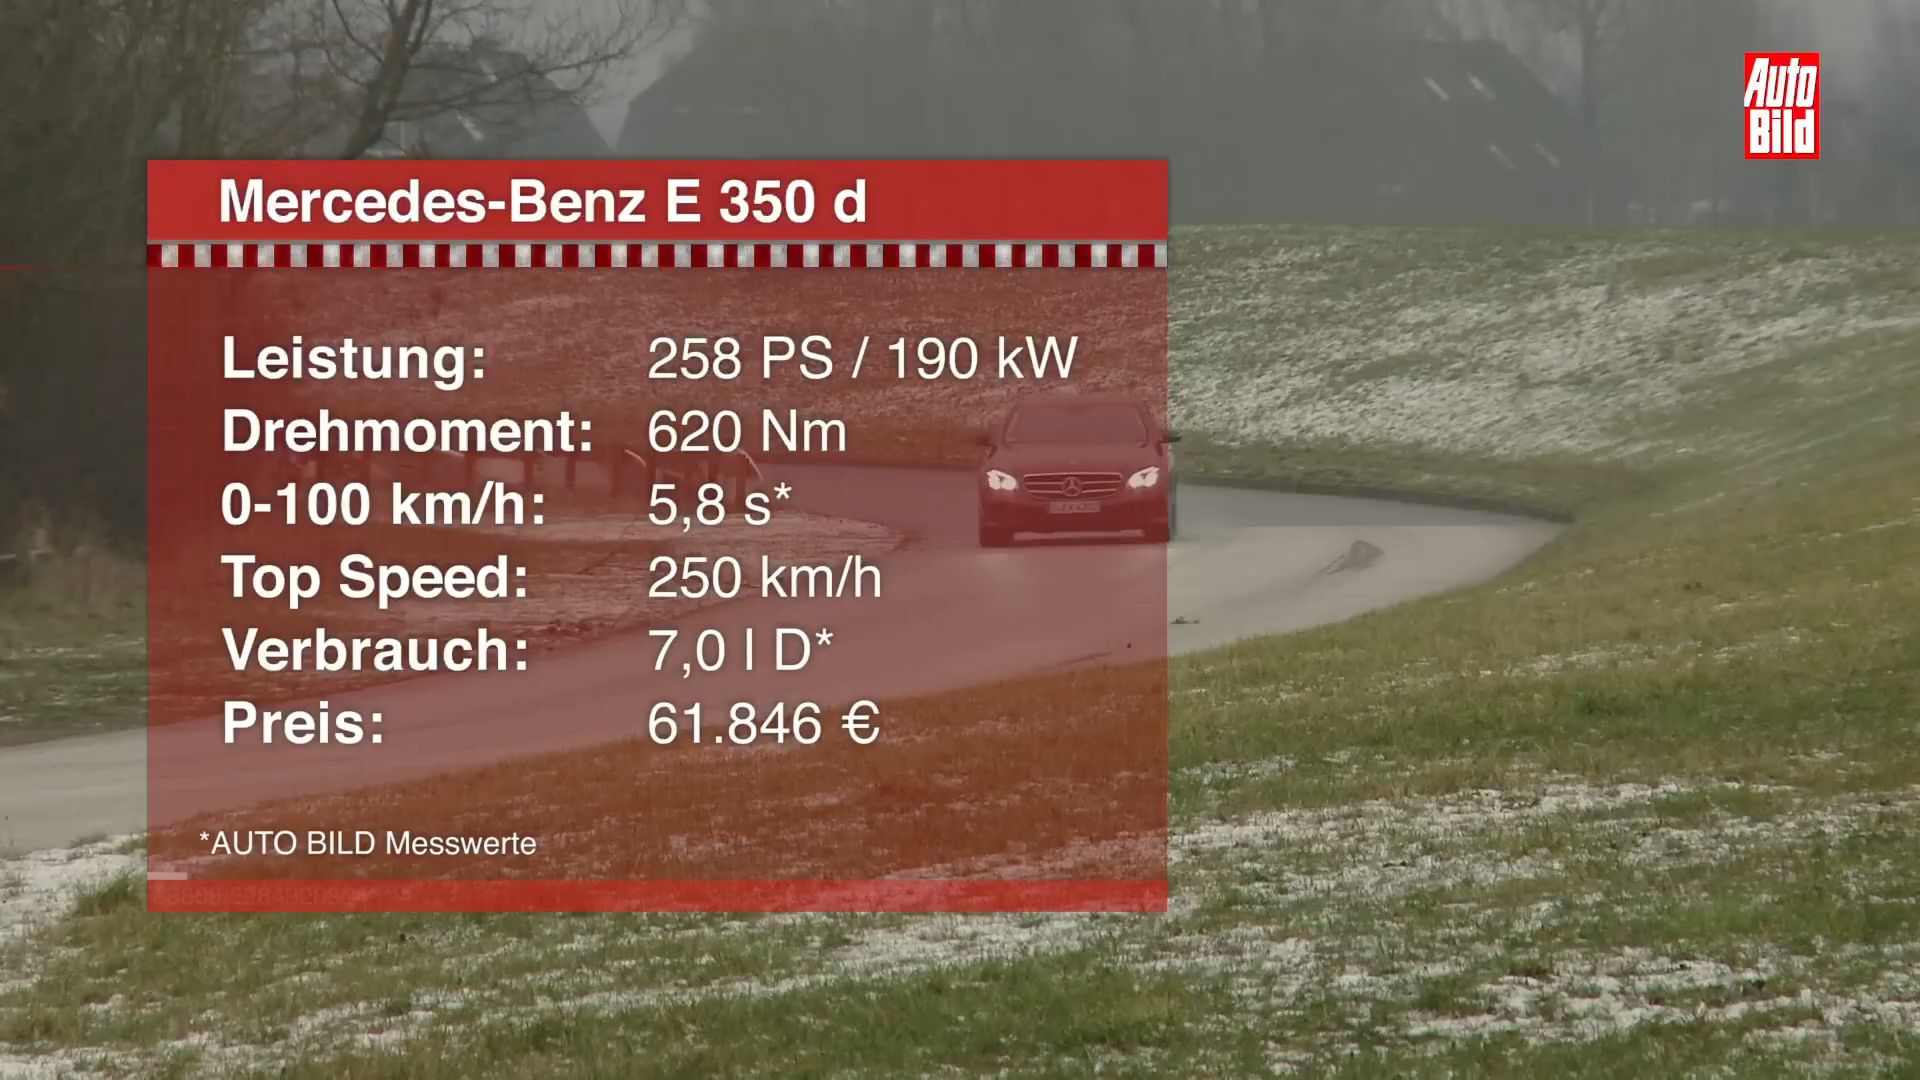 Auto
Bild
Mercedes-Benz E 350 d
Leistung: 258 PS / 190 kW
Drehmoment: 620 Nm
0-100 km/h: 5,8 s*
Top Speed: 250 km/h
Verbrauch: 7,0 l D*
Preis: 61.846 €
*AUTO BILD Messwerte